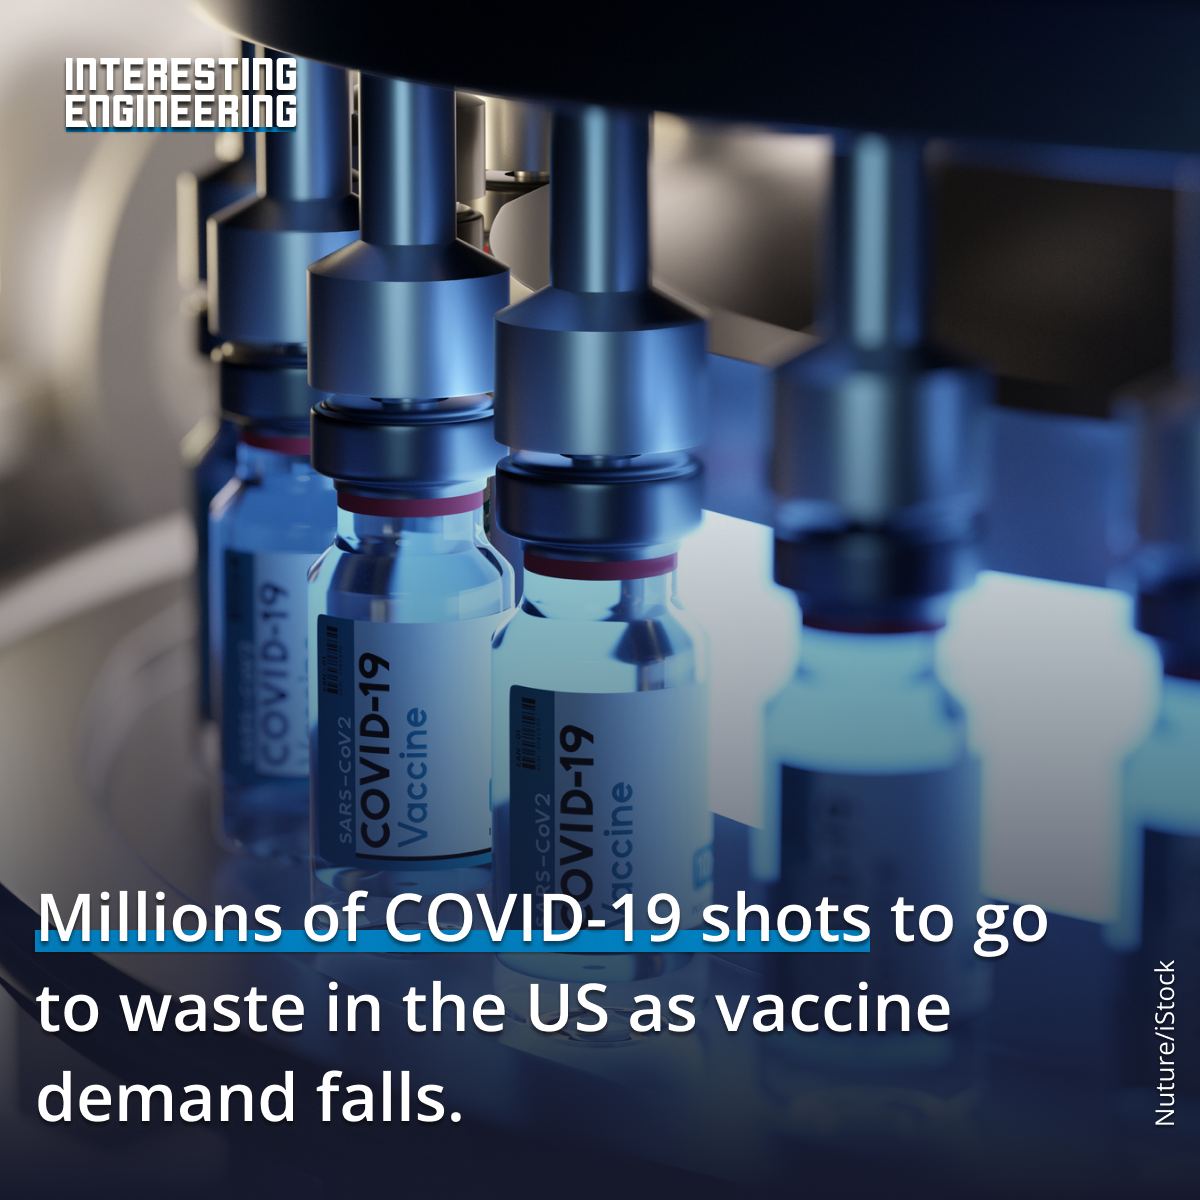 INTERESTING
ENGINEERING
COVID-19
SARS-CoV2
COVID-19
Vaccine
SARS-CoV2
COVID-19
Vaccine
Millions of COVID-19 shots to go
to waste in the US as vaccine
demand falls.
Nuture/iStock